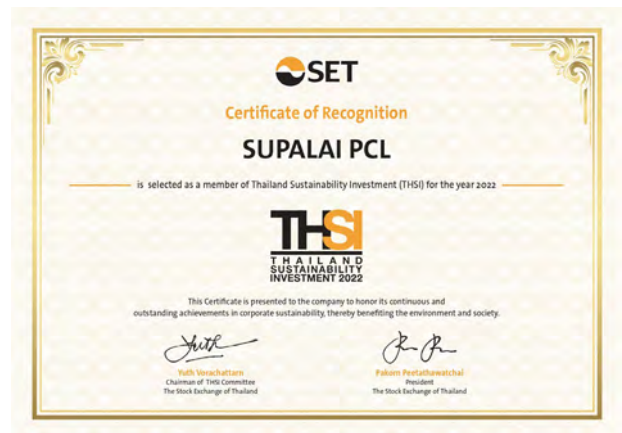 SET
Certificate of Recognition
SUPALAI PCL
is selected as a member of Thailand Sustainability Investment (THSI) for the year 2022
THSI
THAILAND
SUSTAINABILITY
INVESTMENT 2022
This Certificate is presented to the company to honor its continuous and
outstanding achievements in corporate sustainability, thereby benefiting the environment and society.
Yuth
Yuth Vorachattarn
Chairman of THSI Committee
The Stock Exchange of Thailand
Pakorn Peetathawatchai
President
The Stock Exchange of Thailand